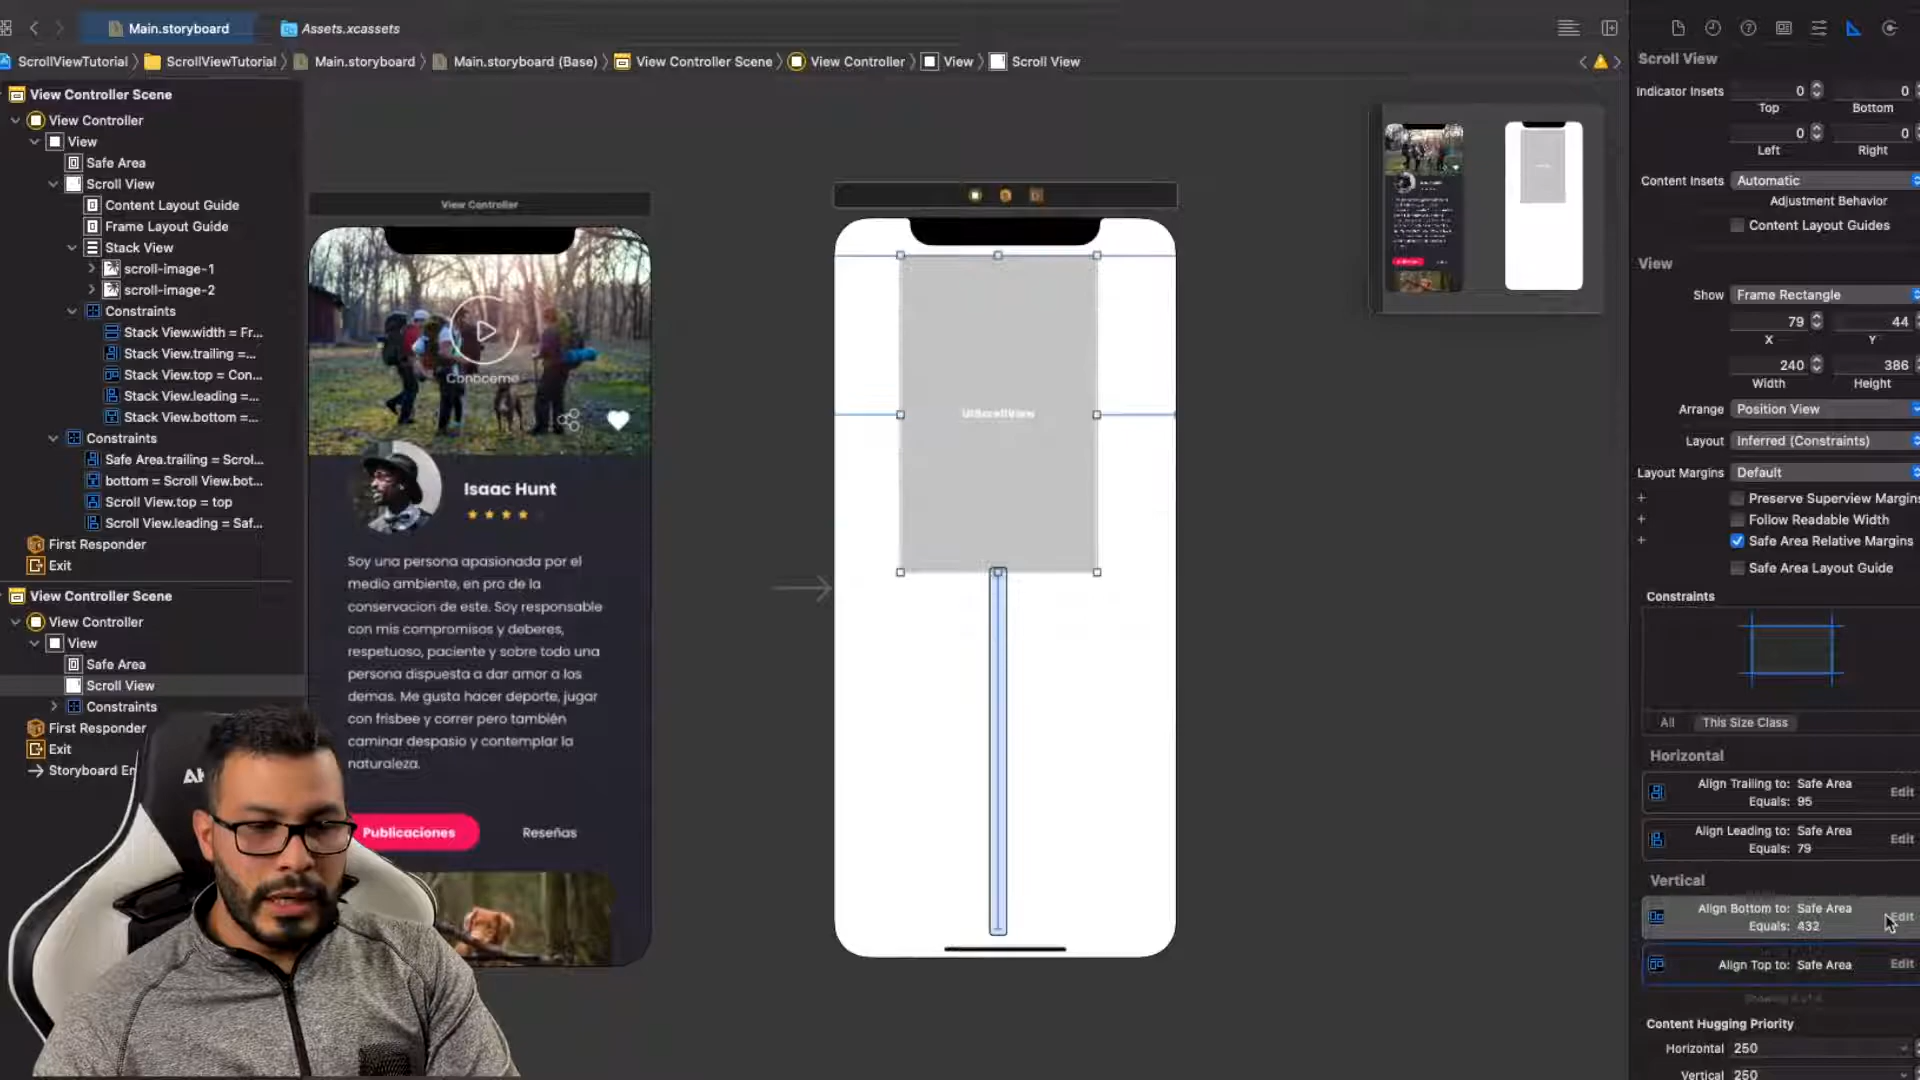 Main.storyboard
Assets.xcassets
ScrollViewTutorial
ScrollViewTutorial
Main.storyboard
Main.storyboard (Base)
View Controller Scene
View Controller
View
Scroll View
View Controller Scene
View Controller
View
Safe Area
Scroll View
Content Layout Guide
Frame Layout Guide
Stack View
scroll-image-1
scroll-image-2
Constraints
Stack View.width = Fr...
Stack View.trailing =...
Stack View.top = Con...
Stack View.leading =...
Stack View.bottom =...
Constraints
Safe Area.trailing = Scrol...
bottom = Scroll View.bot...
Scroll View.top = top
Scroll View.leading = Saf...
First Responder
Exit
View Controller Scene
View Controller
View
Safe Area
Scroll View
Constraints
First Responder
Exit
Storyboard En
View Controller
Conoceme
Isaac Hunt
Soy una persona apasionada por el
medio ambiente, en pro de la
conservacion de este. Soy responsable
con mis compromisos y deberes,
respetuoso, paciente y sobre todo una
persona dispuesta a dar amor a los
demas. Me gusta hacer deporte, jugar
con frisbee y correr pero también
caminar despasio y contemplar la
naturaleza.
Publicaciones
Reseñas
UIScrollView
Scroll View
Indicator Insets 0 0
Top Bottom
0 0
Left Right
Content Insets Automatic
Adjustment Behavior
Content Layout Guides
View
Show Frame Rectangle
79 44
X Y
240 386
Width Height
Arrange Position View
Layout Inferred (Constraints)
Layout Margins Default
Preserve Superview Margins
Follow Readable Width
Safe Area Relative Margins
Safe Area Layout Guide
Constraints
All This Size Class
Horizontal
Align Trailing to: Safe Area
Equals: 95
Edit
Align Leading to: Safe Area
Equals: 79
Edit
Vertical
Align Bottom to: Safe Area
Equals: 432
Edit
Align Top to: Safe Area
Edit
Showing 4 of 4
Content Hugging Priority
Horizontal 250
Vertical 250